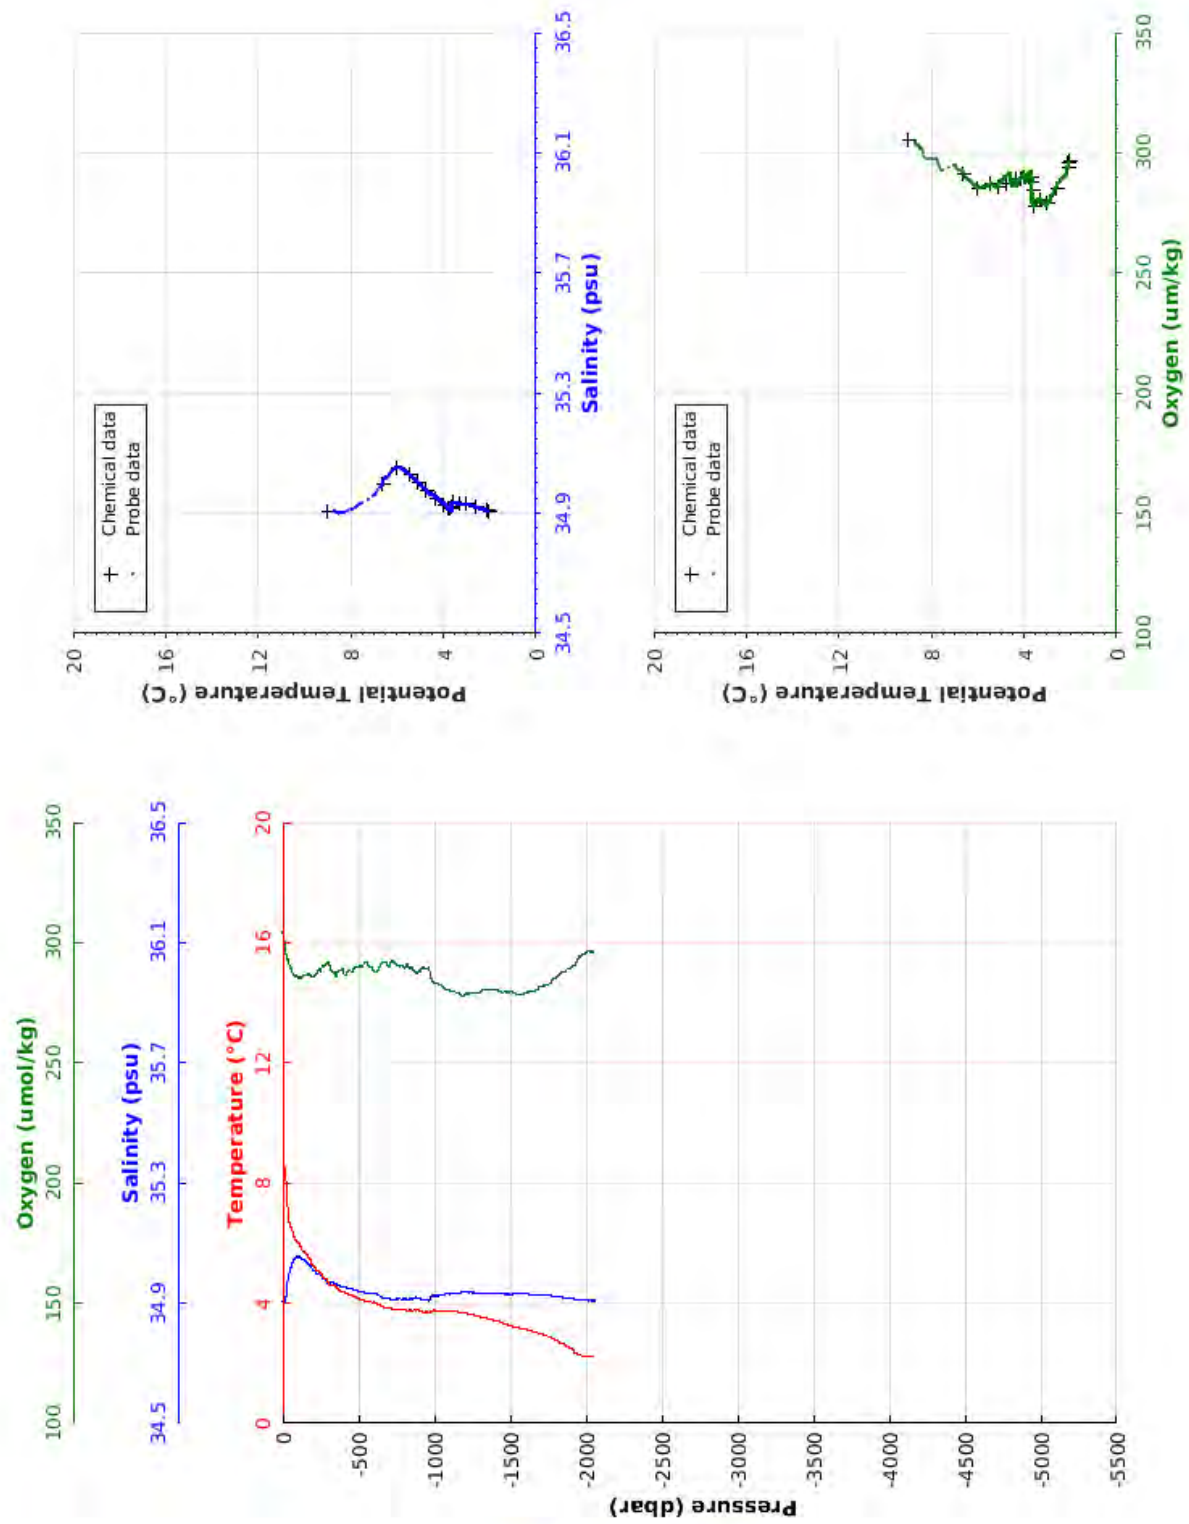 Oxygen (umol/kg)
100 150 200 250 300 350
Salinity (psu)
34.5 34.9 35.3 35.7 36.1 36.5
Temperature (°C)
0 4 8 12 16 20
Pressure (dbar)
0
-500
-1000
-1500
-2000
-2500
-3000
-3500
-4000
-4500
-5000
-5500
Potential Temperature (°C)
20
16
12
8
4
0
Chemical data
Probe data
34.5 34.9 35.3 35.7 36.1 36.5
Salinity (psu)
Potential Temperature (°C)
20
16
12
8
4
0
Chemical data
Probe data
100 150 200 250 300 350
Oxygen (um/kg)